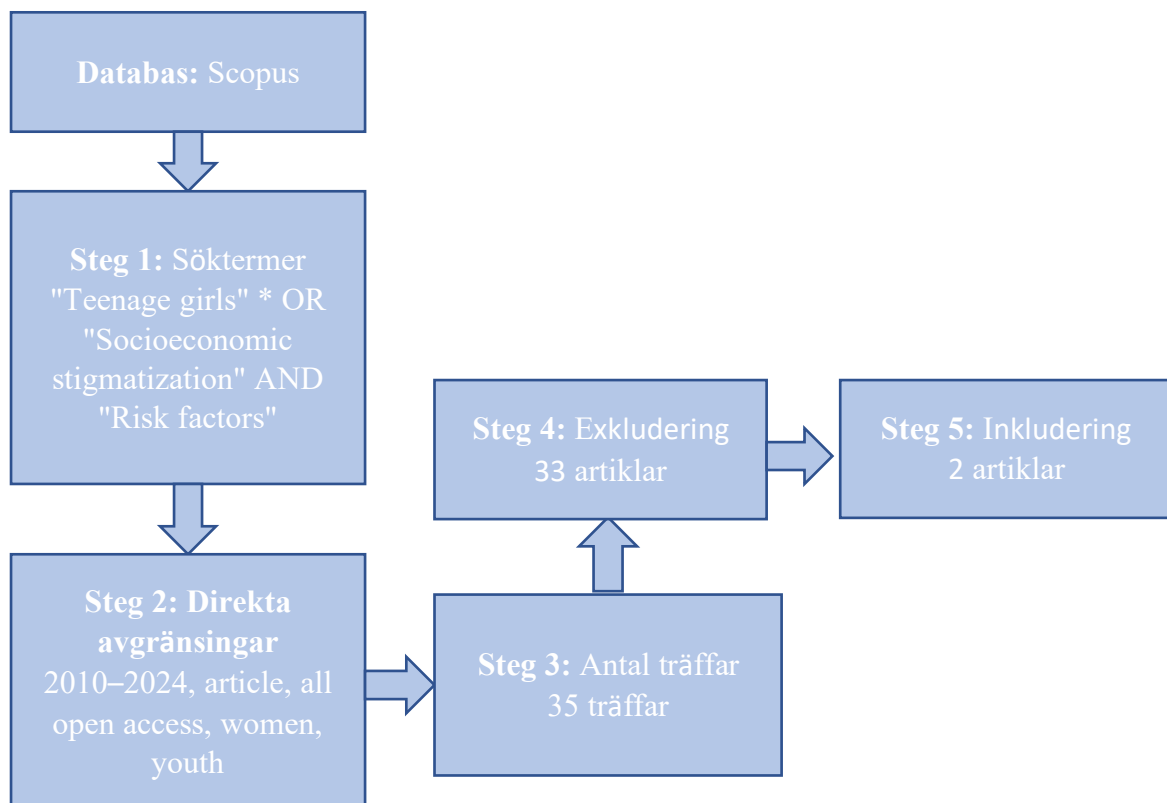 Databas: Scopus
Steg 1: Söktermer
"Teenage girls" * OR
"Socioeconomic
stigmatization" AND
"Risk factors"
Steg 2: Direkta
avgränsingar
2010–2024, article, all
open access, women,
youth
Steg 3: Antal träffar
35 träffar
Steg 4: Exkludering
33 artiklar
Steg 5: Inkludering
2 artiklar